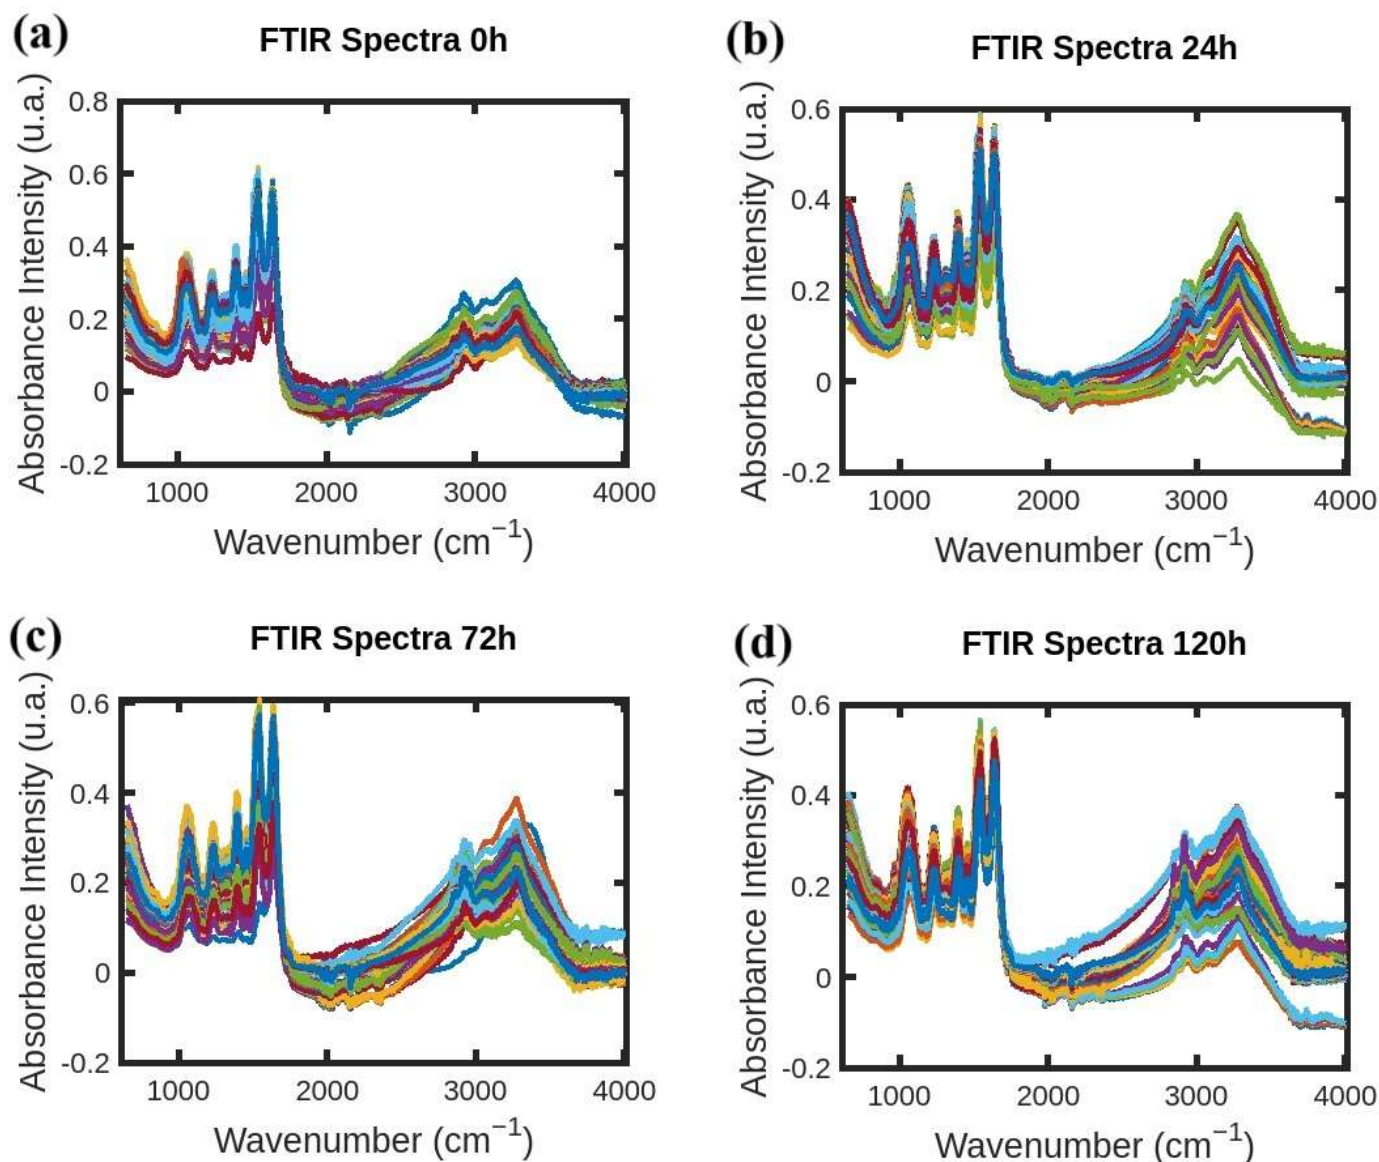 (a)
FTIR Spectra 0h
Absorbance Intensity (u.a.)
0.8
0.6
0.4
0.2
0
-0.2
1000 2000 3000 4000
Wavenumber (cm⁻¹)
(b)
FTIR Spectra 24h
Absorbance Intensity (u.a.)
0.6
0.4
0.2
0
-0.2
1000 2000 3000 4000
Wavenumber (cm⁻¹)
(c)
FTIR Spectra 72h
Absorbance Intensity (u.a.)
0.6
0.4
0.2
0
-0.2
1000 2000 3000 4000
Wavenumber (cm⁻¹)
(d)
FTIR Spectra 120h
Absorbance Intensity (u.a.)
0.6
0.4
0.2
0
-0.2
1000 2000 3000 4000
Wavenumber (cm⁻¹)